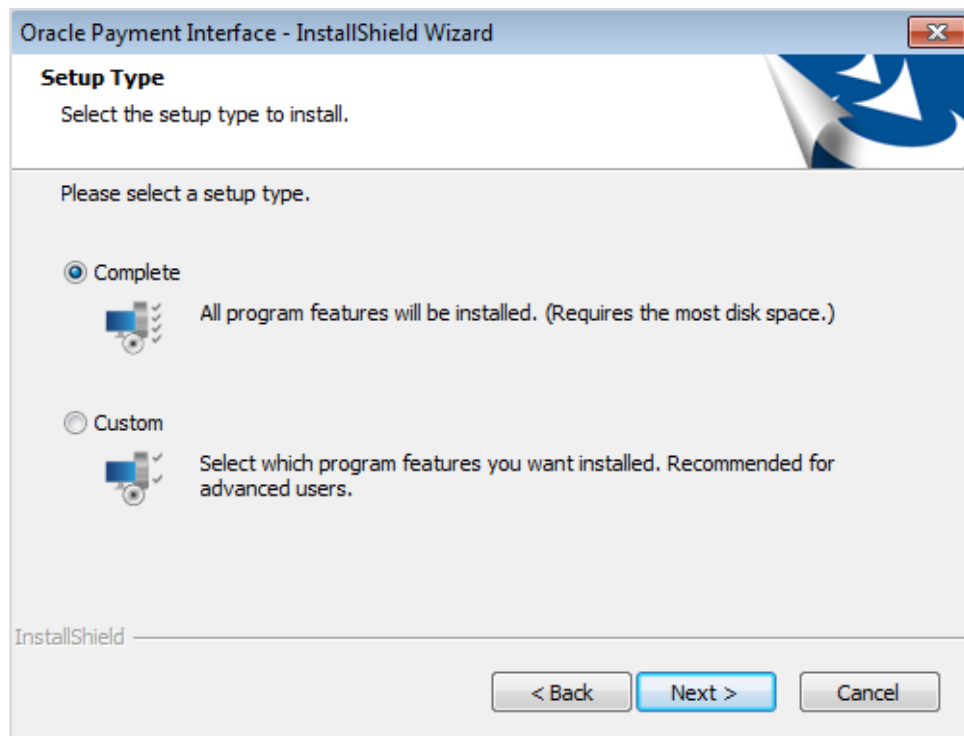 Oracle Payment Interface - InstallShield Wizard
Setup Type
Select the setup type to install.
Please select a setup type.
Complete
All program features will be installed. (Requires the most disk space.)
Custom
Select which program features you want installed. Recommended for
advanced users.
InstallShield
< Back Next > Cancel